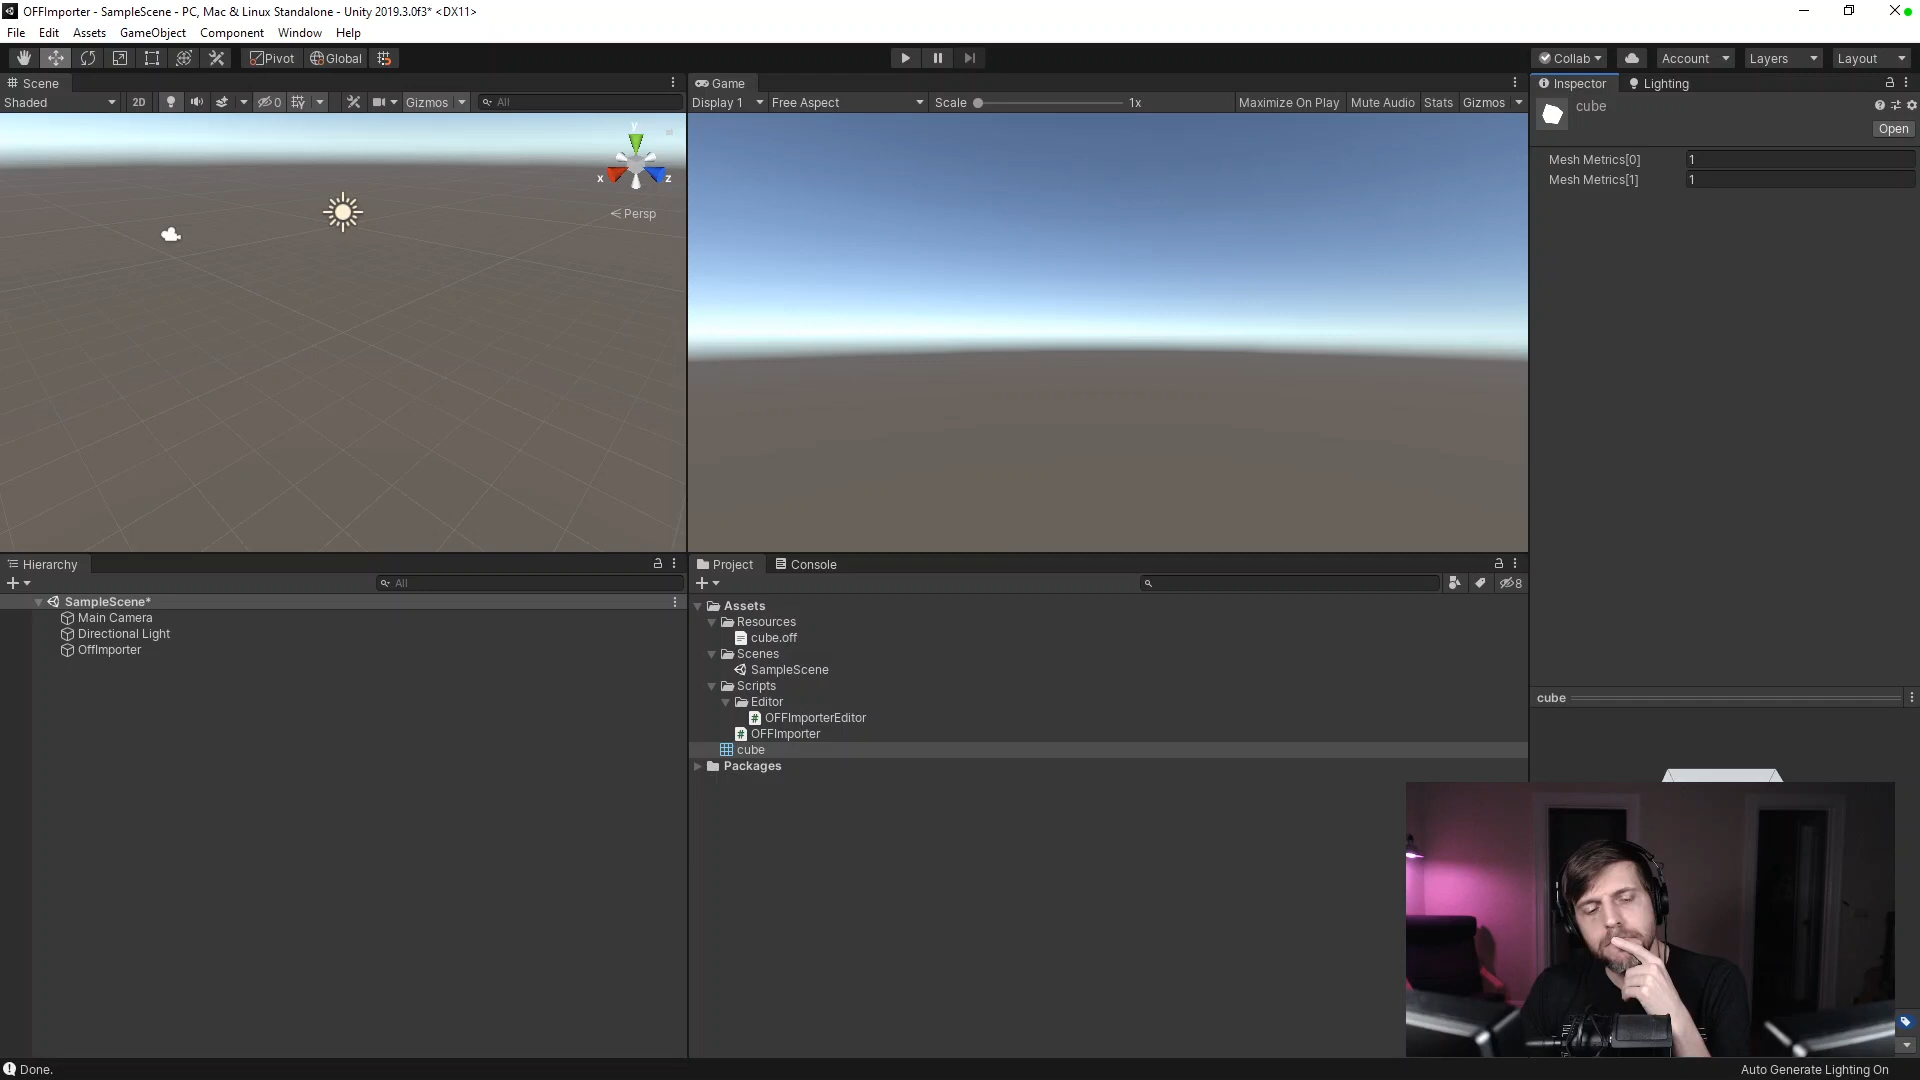 OFFImporter - SampleScene - PC, Mac & Linux Standalone - Unity 2019.3.0f3* <DX11>
File Edit Assets GameObject Component Window Help
Pivot Global Collab Account Layers Layout
Scene
Shaded 2D 0 Gizmos All
y
x z
Persp
Game
Display 1 Free Aspect Scale 1x Maximize On Play Mute Audio Stats Gizmos
Inspector Lighting
cube
Open
Mesh Metrics[0] 1
Mesh Metrics[1] 1
Hierarchy
All
SampleScene*
Main Camera
Directional Light
OffImporter
Project Console
8
Assets
Resources
cube.off
Scenes
SampleScene
Scripts
Editor
OFFImporterEditor
OFFImporter
cube
Packages
cube
Done.
Auto Generate Lighting On